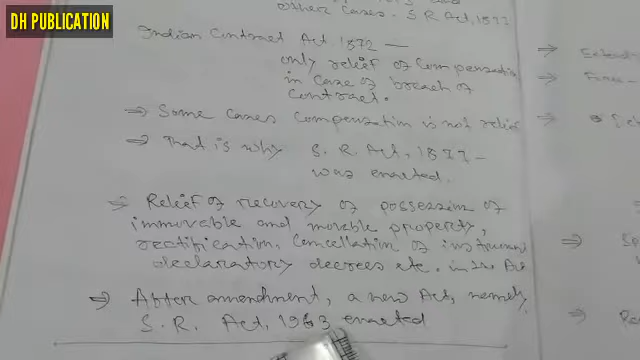 DH PUBLICATION
other Cases. S. R Act, 1877
Indian Contract Act 1872 —
only relief of Compensation
in case of breach of
Contract.
⇒ Some cases compensation is not relief
⇒ That is why S. R. Act, 1877 -
was enacted.
⇒ Relief of recovery of possession of
immovable and movable property,
rectification, Cancellation of instrument
declaratory decrees etc. in
⇒ After amendment, a new Act, namely,
S. R. Act, 1963 enacted